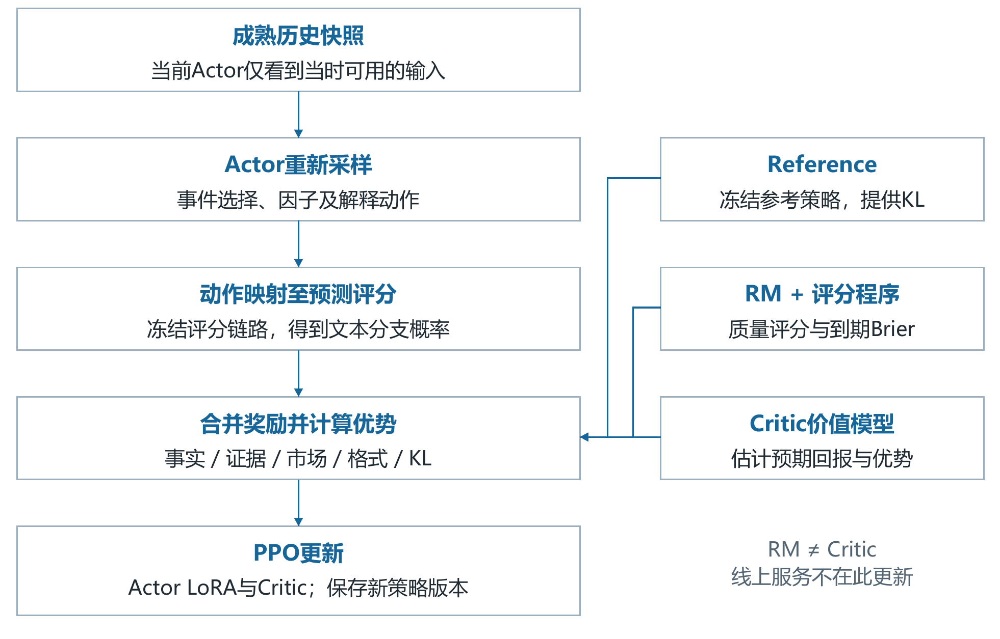 成熟历史快照
当前Actor仅看到当时可用的输入
Actor重新采样
事件选择、因子及解释动作
Reference
冻结参考策略，提供KL
动作映射至预测评分
冻结评分链路，得到文本分支概率
RM + 评分程序
质量评分与到期Brier
合并奖励并计算优势
事实 / 证据 / 市场 / 格式 / KL
Critic价值模型
估计预期回报与优势
PPO更新
Actor LoRA与Critic；保存新策略版本
RM ≠ Critic
线上服务不在此更新